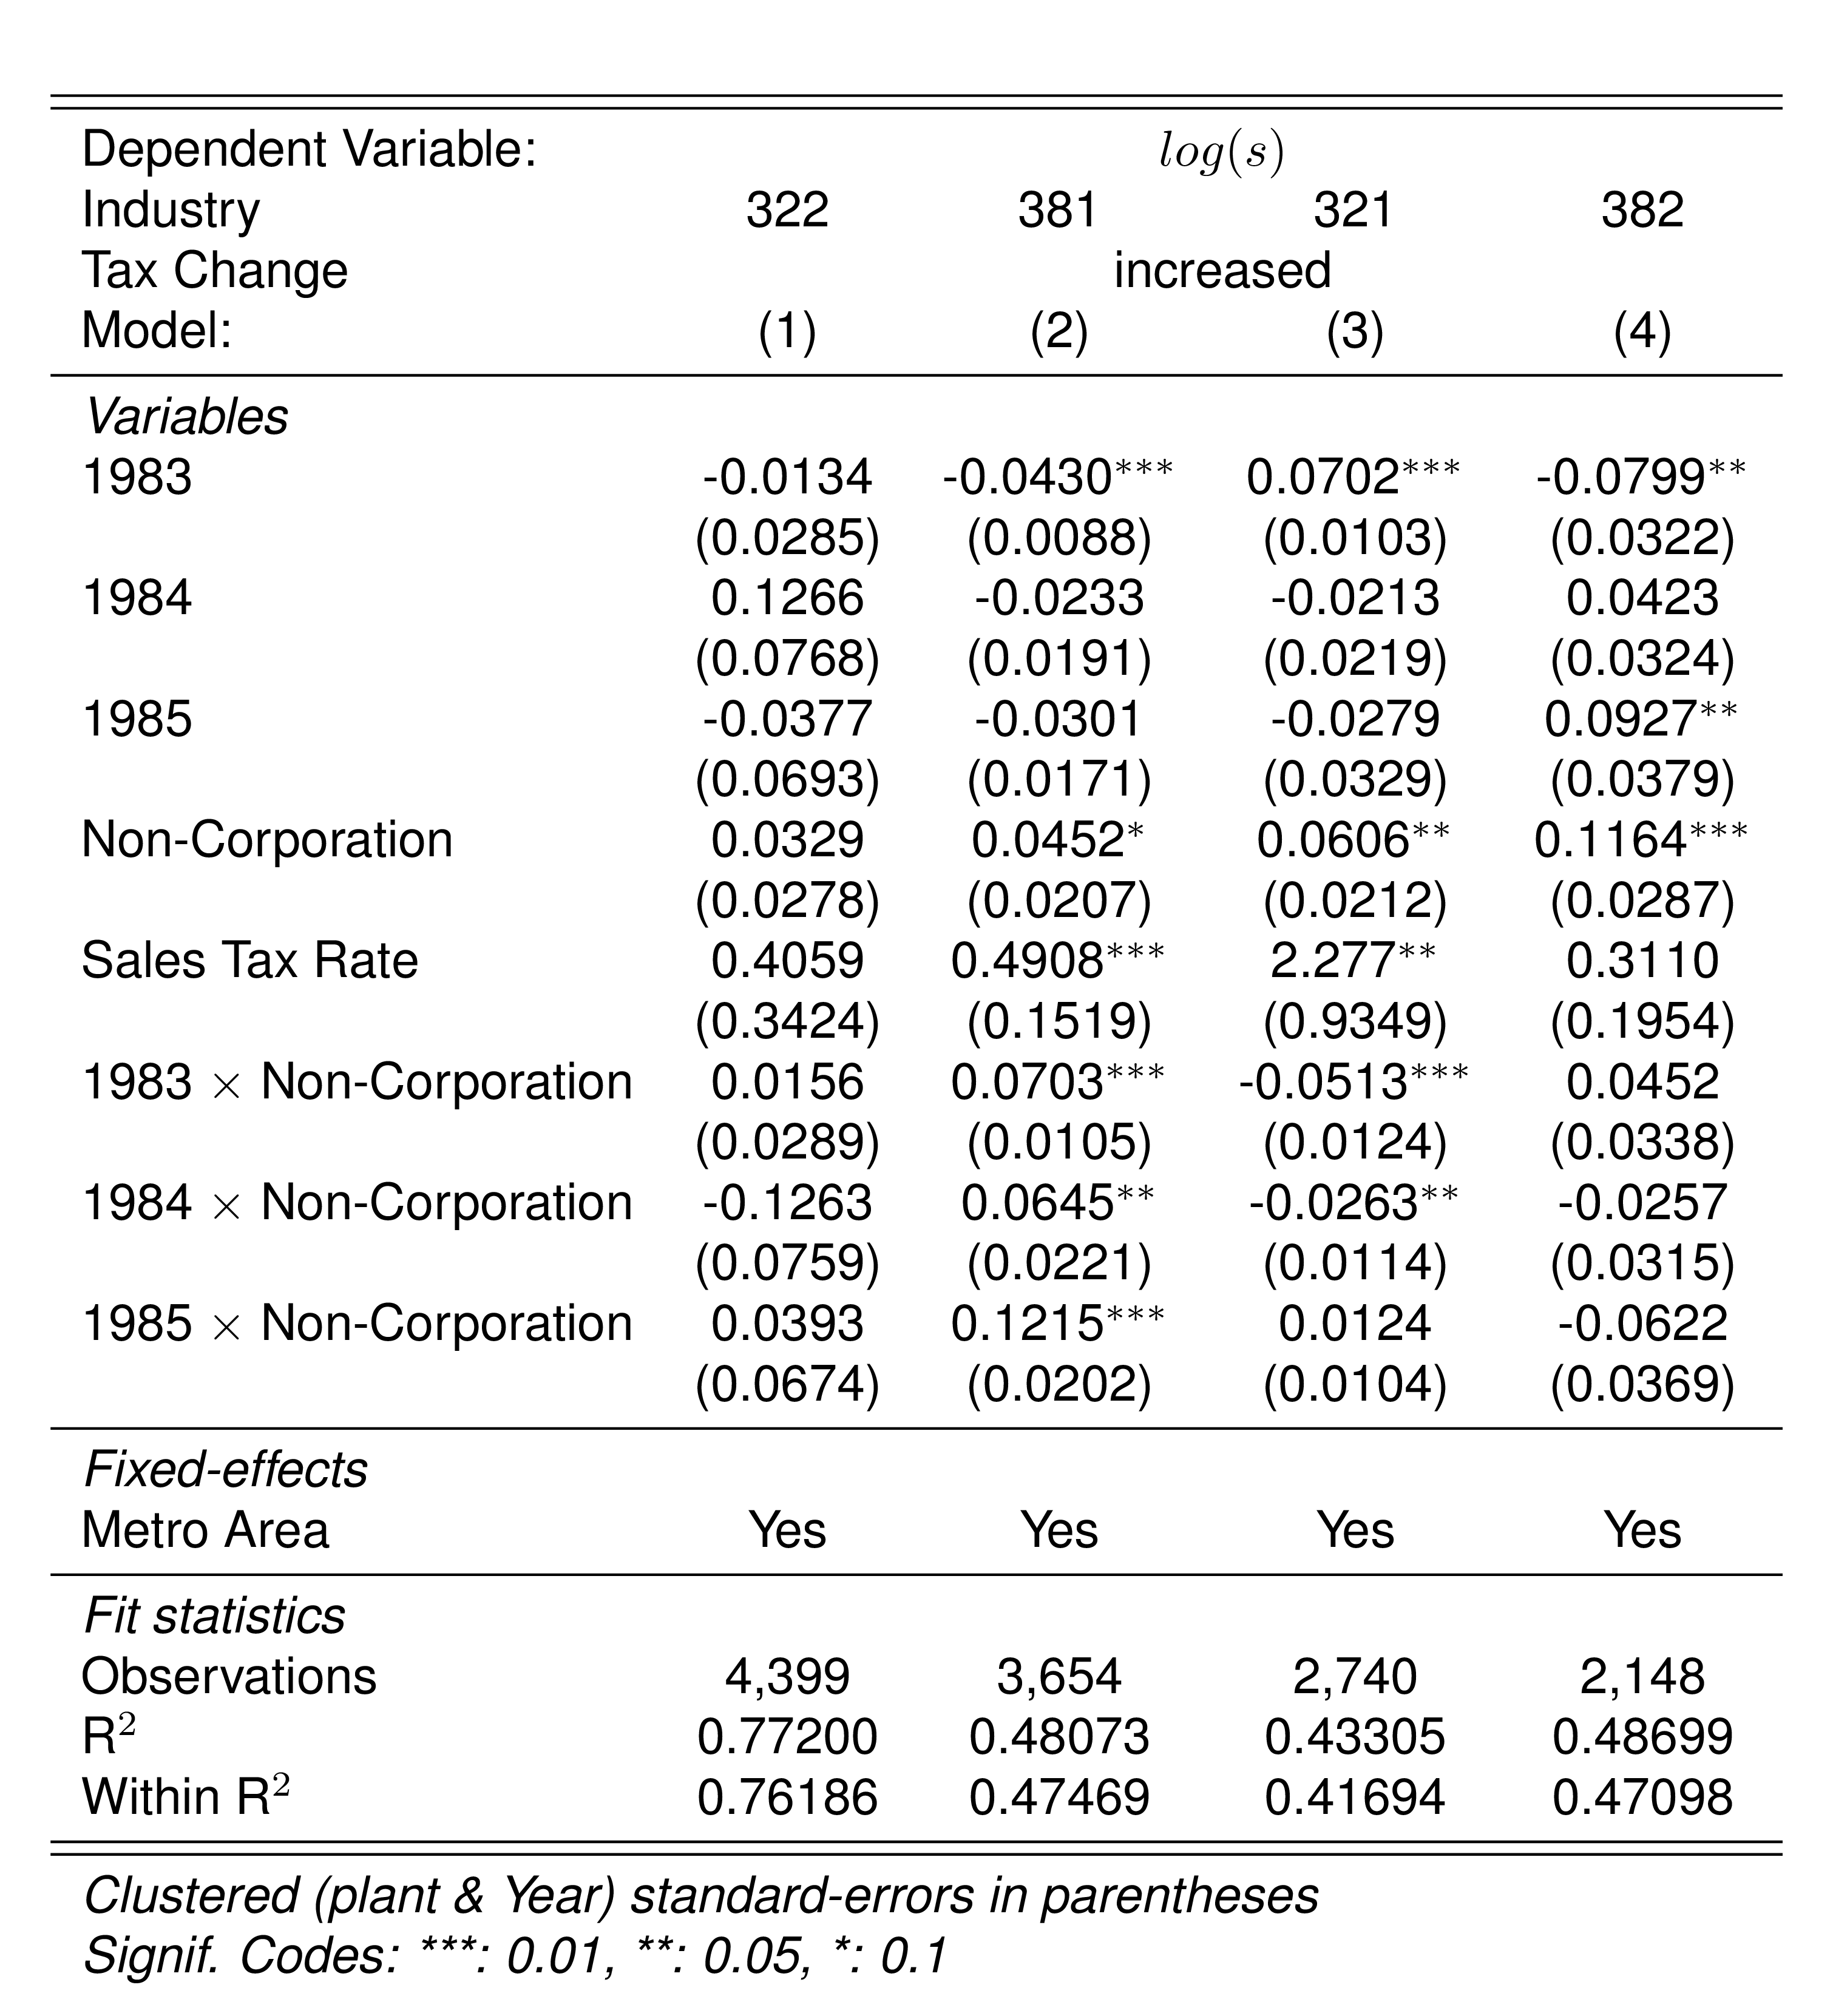 Dependent Variable: log(s)
Industry 322 381 321 382
Tax Change increased
Model: (1) (2) (3) (4)
Variables
1983 -0.0134 -0.0430*** 0.0702*** -0.0799**
(0.0285) (0.0088) (0.0103) (0.0322)
1984 0.1266 -0.0233 -0.0213 0.0423
(0.0768) (0.0191) (0.0219) (0.0324)
1985 -0.0377 -0.0301 -0.0279 0.0927**
(0.0693) (0.0171) (0.0329) (0.0379)
Non-Corporation 0.0329 0.0452* 0.0606** 0.1164***
(0.0278) (0.0207) (0.0212) (0.0287)
Sales Tax Rate 0.4059 0.4908*** 2.277** 0.3110
(0.3424) (0.1519) (0.9349) (0.1954)
1983 × Non-Corporation 0.0156 0.0703*** -0.0513*** 0.0452
(0.0289) (0.0105) (0.0124) (0.0338)
1984 × Non-Corporation -0.1263 0.0645** -0.0263** -0.0257
(0.0759) (0.0221) (0.0114) (0.0315)
1985 × Non-Corporation 0.0393 0.1215*** 0.0124 -0.0622
(0.0674) (0.0202) (0.0104) (0.0369)
Fixed-effects
Metro Area Yes Yes Yes Yes
Fit statistics
Observations 4,399 3,654 2,740 2,148
R² 0.77200 0.48073 0.43305 0.48699
Within R² 0.76186 0.47469 0.41694 0.47098
Clustered (plant & Year) standard-errors in parentheses
Signif. Codes: ***: 0.01, **: 0.05, *: 0.1